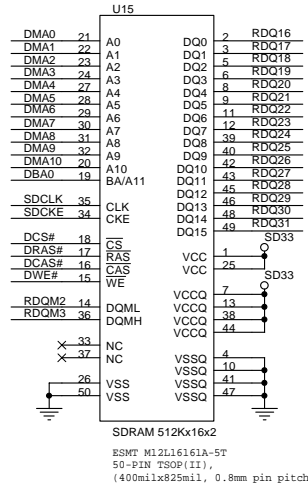 U15
DMA0 21 A0 DQ0 2 RDQ16
DMA1 22 A1 DQ1 3 RDQ17
DMA2 23 A2 DQ2 5 RDQ18
DMA3 24 A3 DQ3 6 RDQ19
DMA4 27 A4 DQ4 8 RDQ20
DMA5 28 A5 DQ5 9 RDQ21
DMA6 29 A6 DQ6 11 RDQ22
DMA7 30 A7 DQ7 12 RDQ23
DMA8 31 A8 DQ8 39 RDQ24
DMA9 32 A9 DQ9 40 RDQ25
DMA10 20 A10 DQ10 42 RDQ26
DBA0 19 BA/A11 DQ11 43 RDQ27
DQ12 45 RDQ28
SDCLK 35 CLK DQ13 46 RDQ29
SDCKE 34 CKE DQ14 48 RDQ30
DQ15 49 RDQ31
SD33
DCS# 18 CS
DRAS# 17 RAS VCC 1
DCAS# 16 CAS VCC 25
DWE# 15 WE
SD33
RDQM2 14 DQML VCCQ 7
RDQM3 36 DQMH VCCQ 13
VCCQ 38
VCCQ 44
33 NC
37 NC VSSQ 4
VSSQ 10
26 VSS VSSQ 41
50 VSS VSSQ 47
SDRAM 512Kx16x2
ESMT M12L16161A-5T
50-PIN TSOP(II),
(400milx825mil, 0.8mm pin pitch